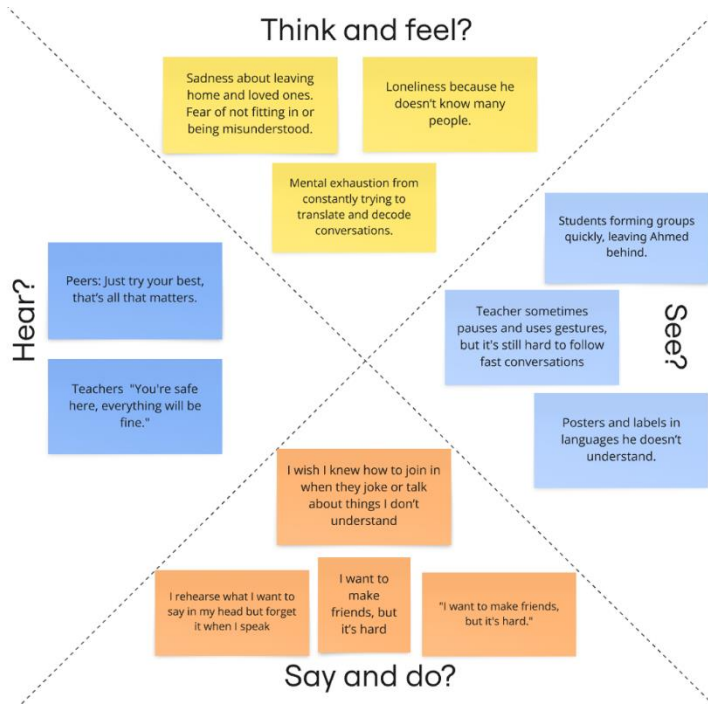 Think and feel?
Sadness about leaving
home and loved ones.
Fear of not fitting in or
being misunderstood.
Loneliness because he
doesn't know many
people.
Mental exhaustion from
constantly trying to
translate and decode
conversations.
Hear?
Peers: Just try your best,
that's all that matters.
Teachers "You're safe
here, everything will be
fine."
See?
Students forming groups
quickly, leaving Ahmed
behind.
Teacher sometimes
pauses and uses gestures,
but it's still hard to follow
fast conversations
Posters and labels in
languages he doesn't
understand.
I wish I knew how to join in
when they joke or talk
about things I don't
understand
I rehearse what I want to
say in my head but forget
it when I speak
I want to
make
friends, but
it's hard
"I want to make friends,
but it's hard."
Say and do?